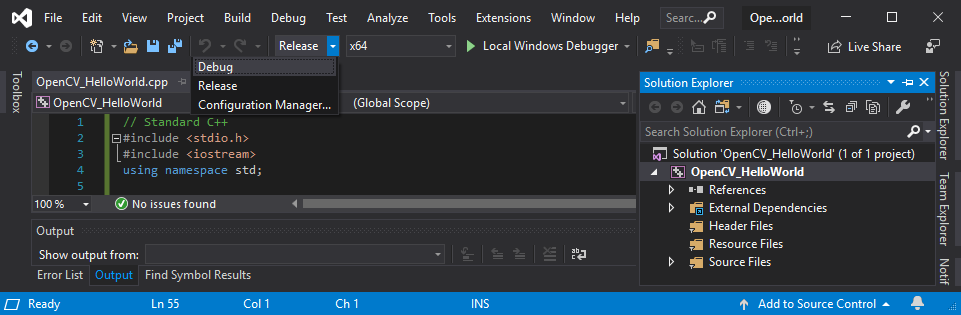 File Edit View Project Build Debug Test Analyze Tools Extensions Window Help Searc... Ope...orld
Release x64 Local Windows Debugger Live Share
Debug
Release
Configuration Manager...
Toolbox
OpenCV_HelloWorld.cpp
OpenCV_HelloWorld (Global Scope)
1 // Standard C++
2 #include <stdio.h>
3 #include <iostream>
4 using namespace std;
5
100 % No issues found
Output
Show output from:
Error List Output Find Symbol Results
Solution Explorer
Search Solution Explorer (Ctrl+;)
Solution 'OpenCV_HelloWorld' (1 of 1 project)
OpenCV_HelloWorld
References
External Dependencies
Header Files
Resource Files
Source Files
Solution Explorer
Team Explorer
Notif
Ready Ln 55 Col 1 Ch 1 INS Add to Source Control